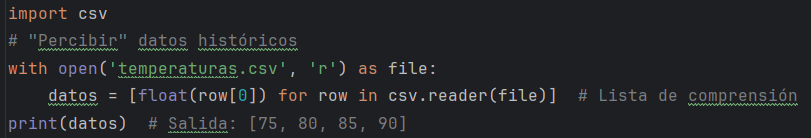 import csv
# "Percibir" datos históricos
with open('temperaturas.csv', 'r') as file:
    datos = [float(row[0]) for row in csv.reader(file)]  # Lista de comprensión
print(datos)  # Salida: [75, 80, 85, 90]